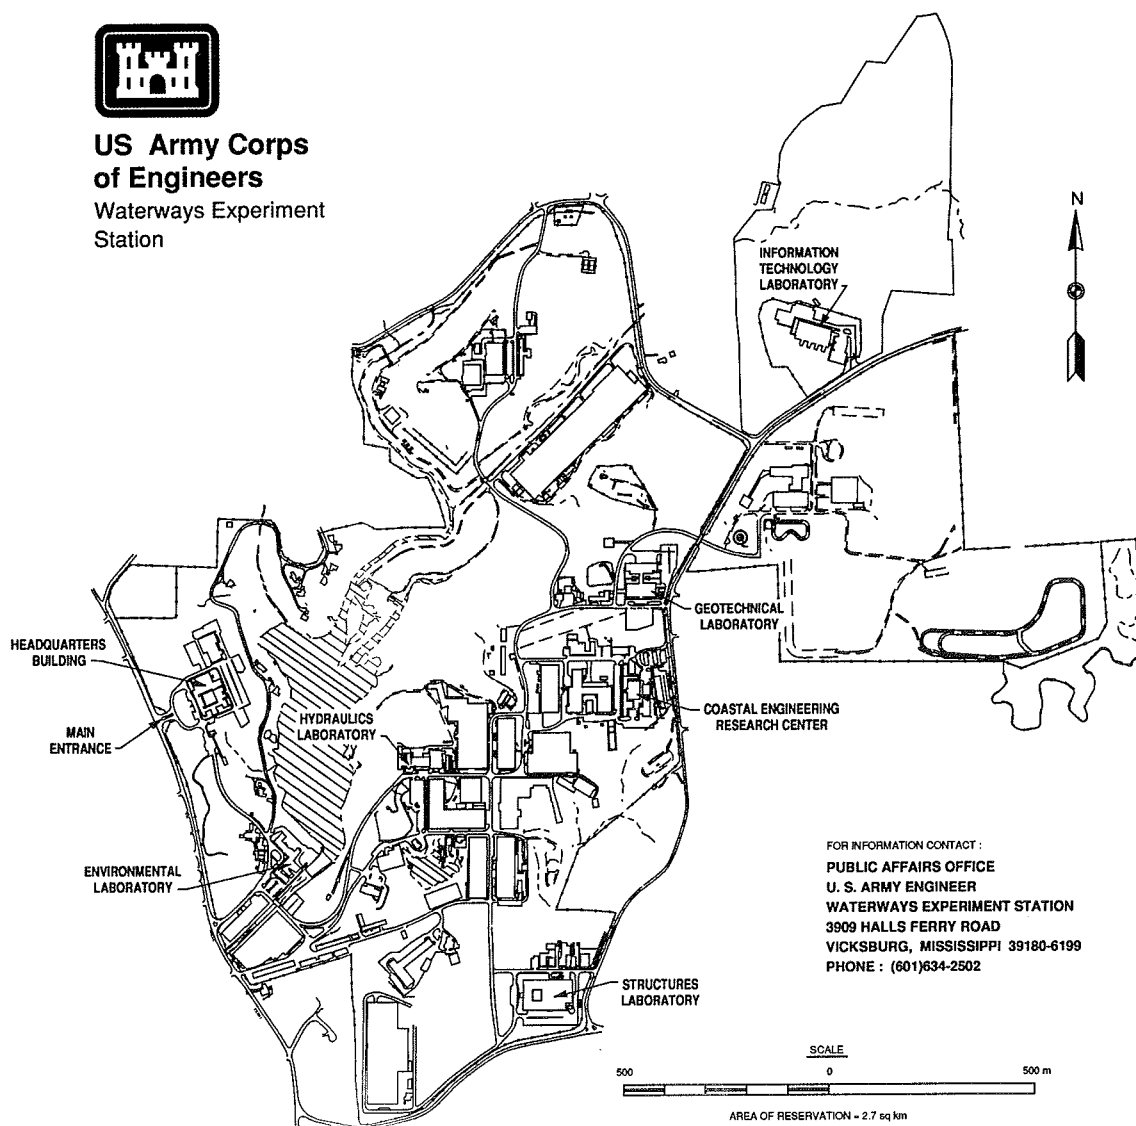 US Army Corps
of Engineers
Waterways Experiment
Station
N
INFORMATION
TECHNOLOGY
LABORATORY
GEOTECHNICAL
LABORATORY
HEADQUARTERS
BUILDING
COASTAL ENGINEERING
RESEARCH CENTER
HYDRAULICS
LABORATORY
MAIN
ENTRANCE
ENVIRONMENTAL
LABORATORY
STRUCTURES
LABORATORY
FOR INFORMATION CONTACT :
PUBLIC AFFAIRS OFFICE
U. S. ARMY ENGINEER
WATERWAYS EXPERIMENT STATION
3909 HALLS FERRY ROAD
VICKSBURG, MISSISSIPPI 39180-6199
PHONE : (601)634-2502
SCALE
500 0 500 m
AREA OF RESERVATION = 2.7 sq km